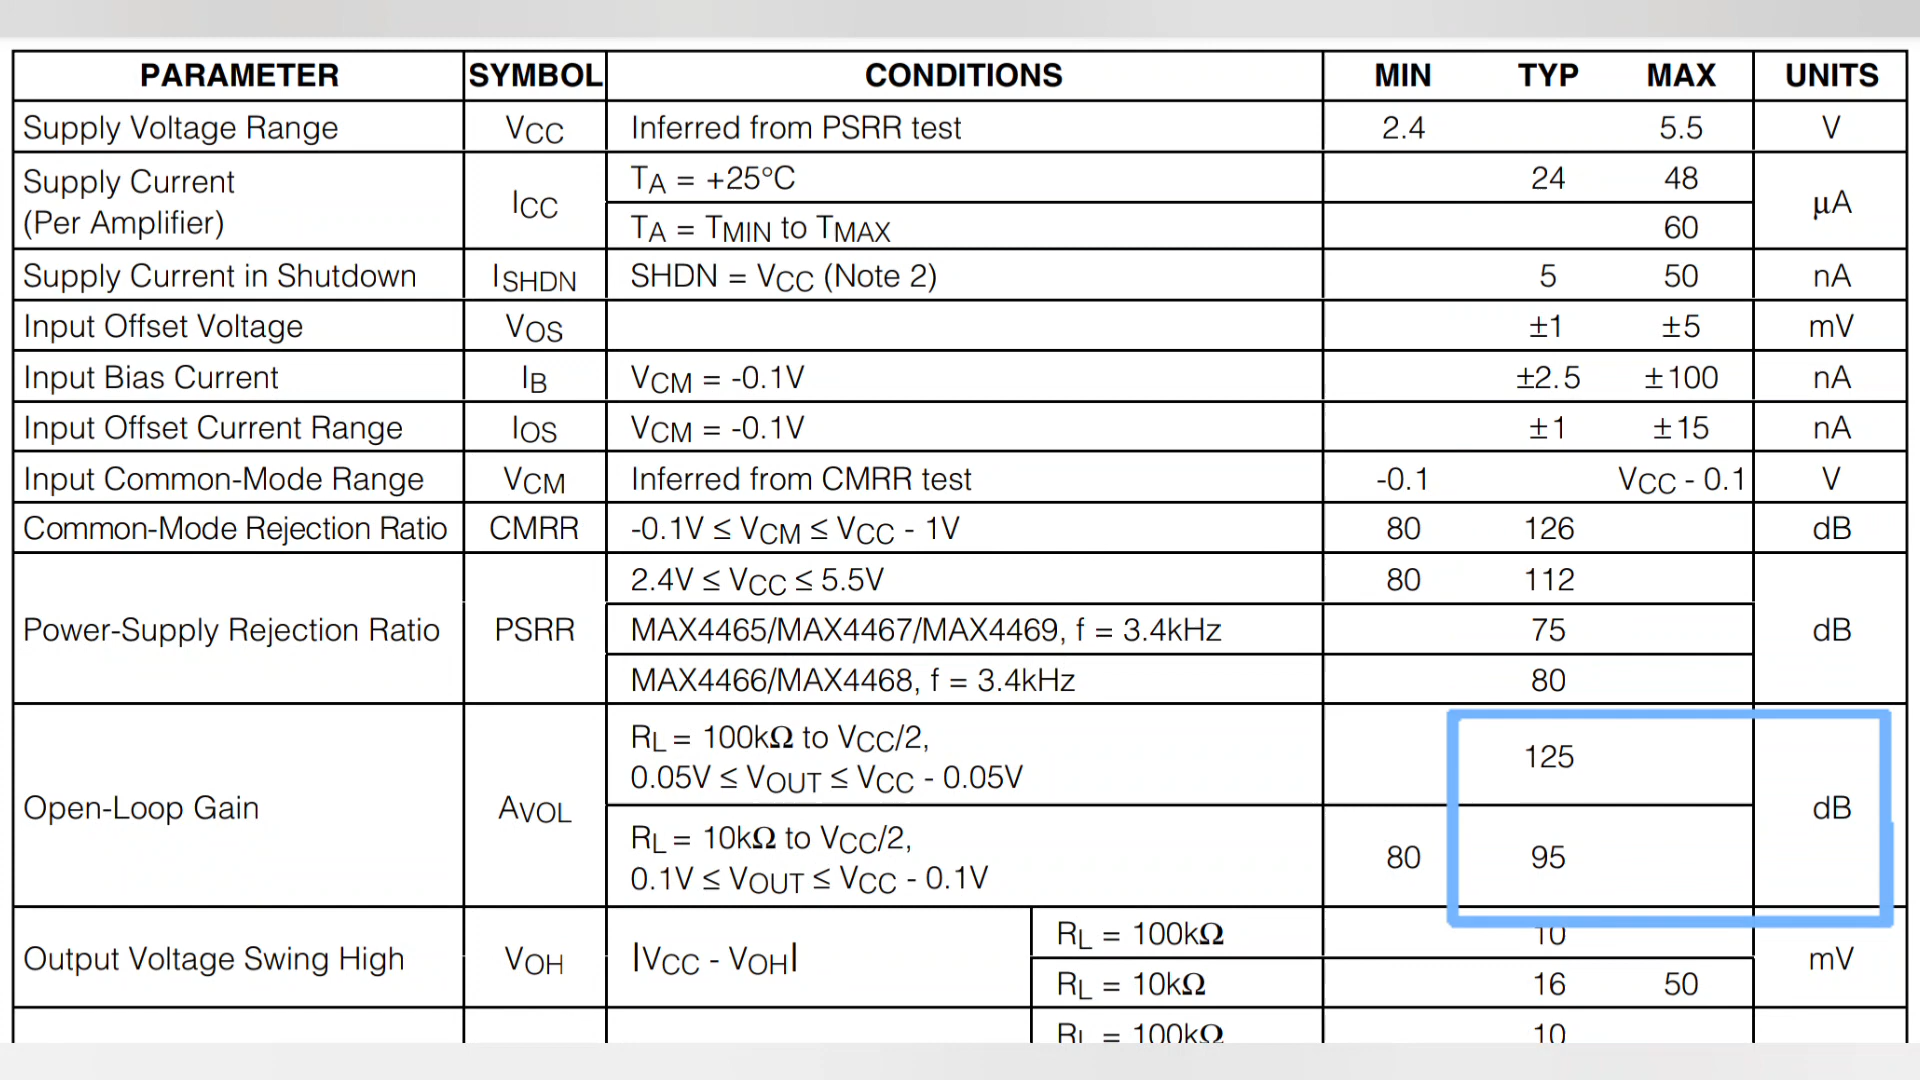 PARAMETER SYMBOL CONDITIONS MIN TYP MAX UNITS
Supply Voltage Range VCC Inferred from PSRR test 2.4 5.5 V
Supply Current
(Per Amplifier) ICC TA = +25°C 24 48 µA
TA = TMIN to TMAX 60
Supply Current in Shutdown ISHDN SHDN = VCC (Note 2) 5 50 nA
Input Offset Voltage VOS ±1 ±5 mV
Input Bias Current IB VCM = -0.1V ±2.5 ±100 nA
Input Offset Current Range IOS VCM = -0.1V ±1 ±15 nA
Input Common-Mode Range VCM Inferred from CMRR test -0.1 VCC - 0.1 V
Common-Mode Rejection Ratio CMRR -0.1V ≤ VCM ≤ VCC - 1V 80 126 dB
Power-Supply Rejection Ratio PSRR 2.4V ≤ VCC ≤ 5.5V 80 112 dB
MAX4465/MAX4467/MAX4469, f = 3.4kHz 75
MAX4466/MAX4468, f = 3.4kHz 80
Open-Loop Gain AVOL RL = 100kΩ to VCC/2,
0.05V ≤ VOUT ≤ VCC - 0.05V 125 dB
RL = 10kΩ to VCC/2,
0.1V ≤ VOUT ≤ VCC - 0.1V 80 95
Output Voltage Swing High VOH |VCC - VOH| RL = 100kΩ 10 mV
RL = 10kΩ 16 50
RL = 100kΩ 10